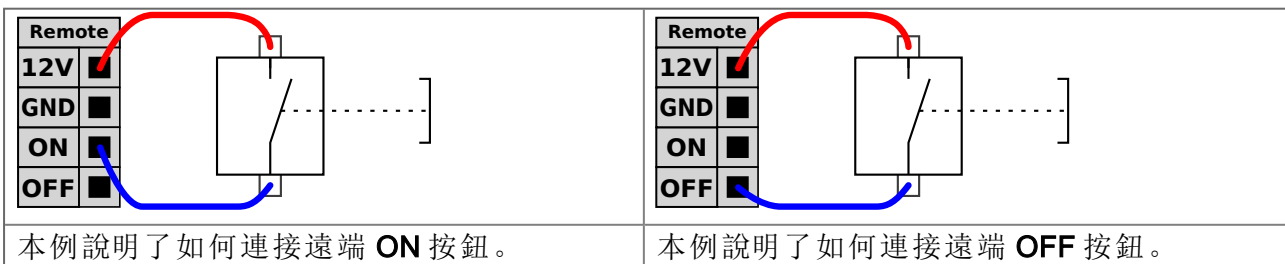 Remote
12V
GND
ON
OFF
本例說明了如何連接遠端 ON 按鈕。
Remote
12V
GND
ON
OFF
本例說明了如何連接遠端 OFF 按鈕。